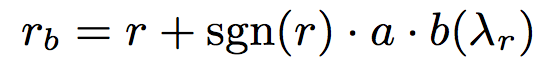 r_b = r + sgn(r) · a · b(λ_r)